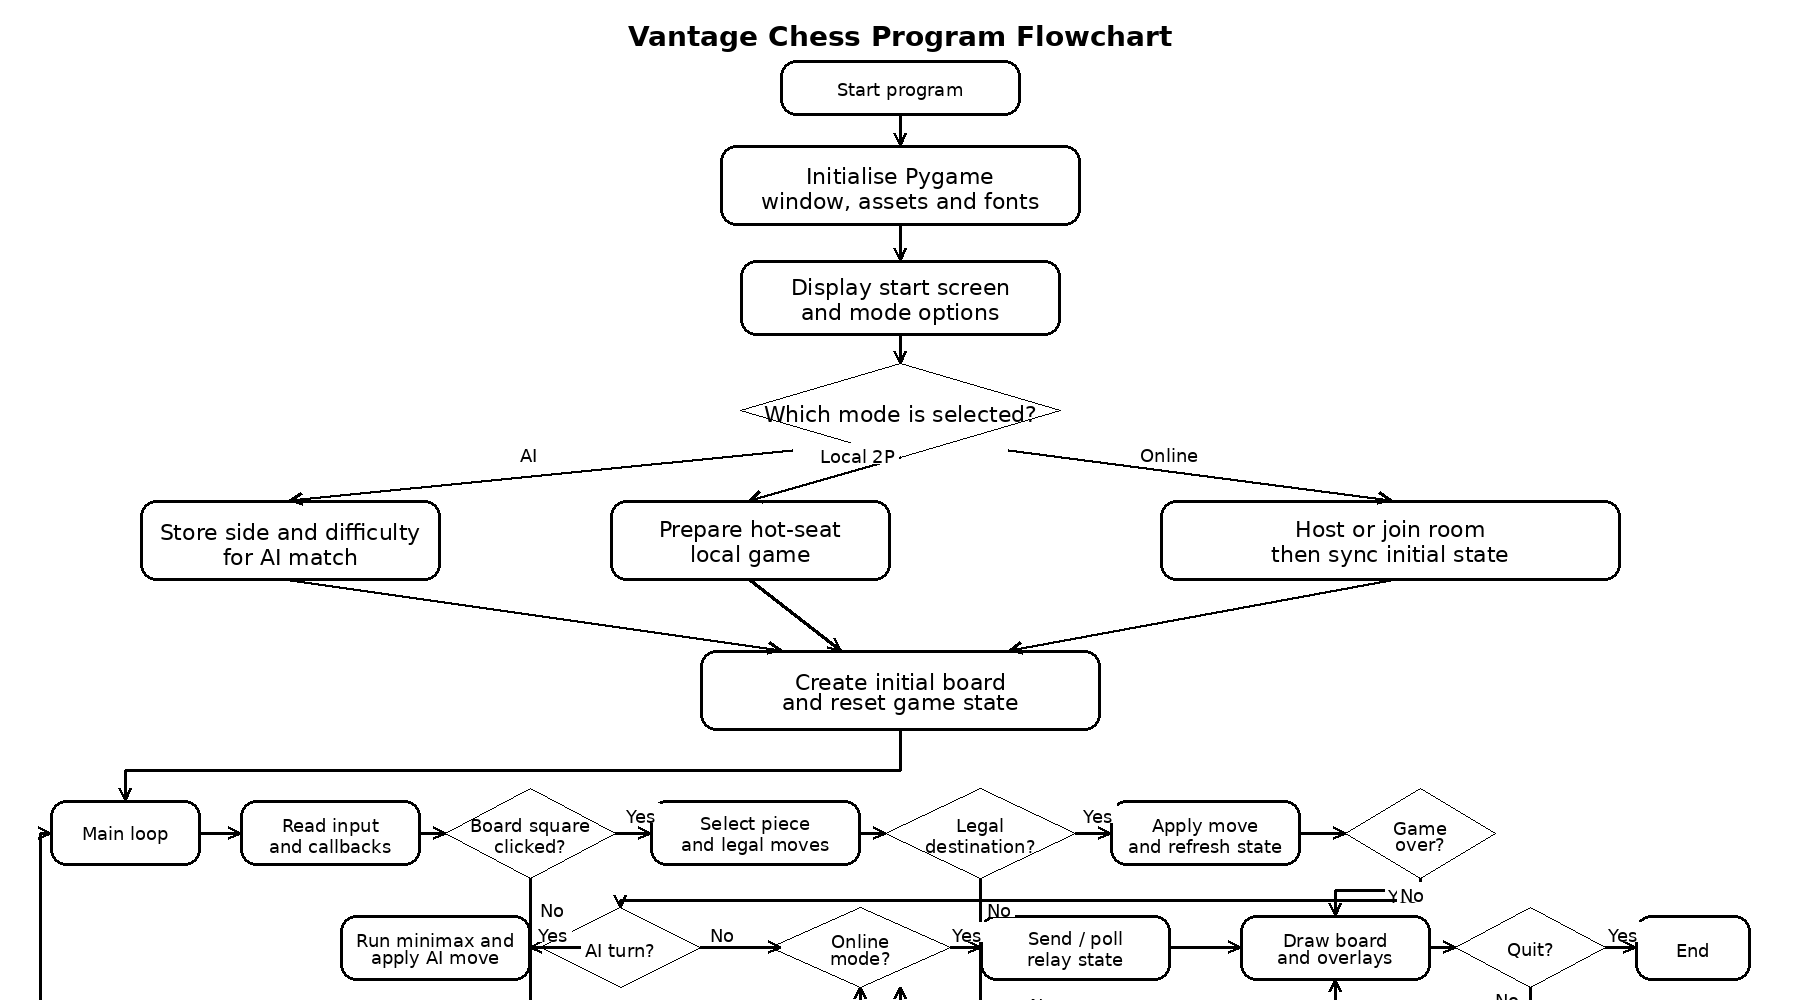 Vantage Chess Program Flowchart
Start program
Initialise Pygame
window, assets and fonts
Display start screen
and mode options
Which mode is selected?
AI
Local 2P
Online
Store side and difficulty
for AI match
Prepare hot-seat
local game
Host or join room
then sync initial state
Create initial board
and reset game state
Main loop
Read input
and callbacks
Board square
clicked?
Yes
Select piece
and legal moves
Legal
destination?
Yes
Apply move
and refresh state
Game
over?
No
No
No
Run minimax and
apply AI move
Yes
AI turn?
No
Online
mode?
Yes
Send / poll
relay state
Draw board
and overlays
Quit?
Yes
End
No